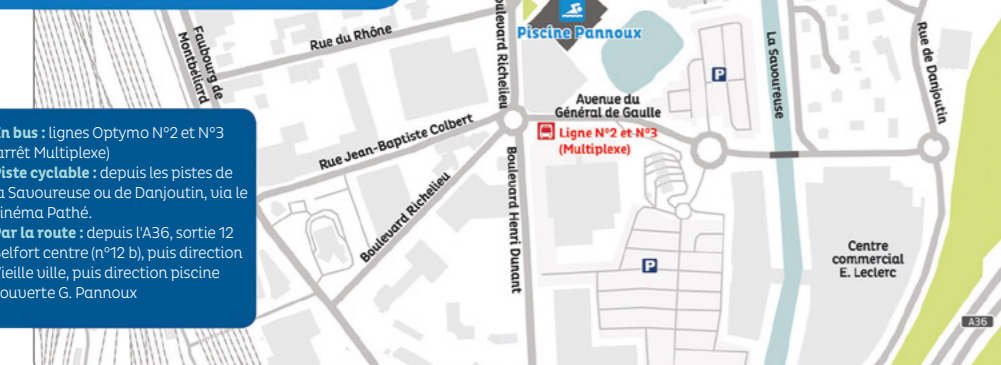 Boulevard Richelieu
Piscine Pannoux
Rue du Rhône
Faubourg de
Montbéliard
P
La Savoureuse
Rue de Danjoutin
Avenue du
Général de Gaulle
Ligne N°2 et N°3
(Multiplexe)
Rue Jean-Baptiste Colbert
Boulevard Richelieu
Boulevard Henri Dunant
P
Centre
commercial
E. Leclerc
A36
En bus : lignes Optymo N°2 et N°3
(arrêt Multiplexe)
Piste cyclable : depuis les pistes de
la Savoureuse ou de Danjoutin, via le
cinéma Pathé.
Par la route : depuis l'A36, sortie 12
Belfort centre (n°12 b), puis direction
Vieille ville, puis direction piscine
couverte G. Pannoux